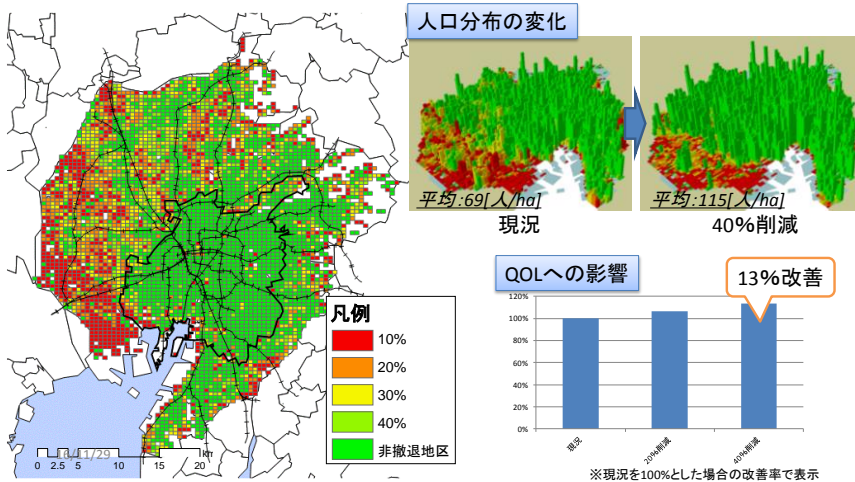 人口分布の変化
平均:69[人/ha]
現況
平均:115[人/ha]
40%削減
QOLへの影響
13%改善
120%
100%
80%
60%
40%
20%
0%
現況
20%削減
40%削減
※現況を100%とした場合の改善率で表示
凡例
10%
20%
30%
40%
非撤退地区
16/11/29
km
0 2.5 5 10 15 20